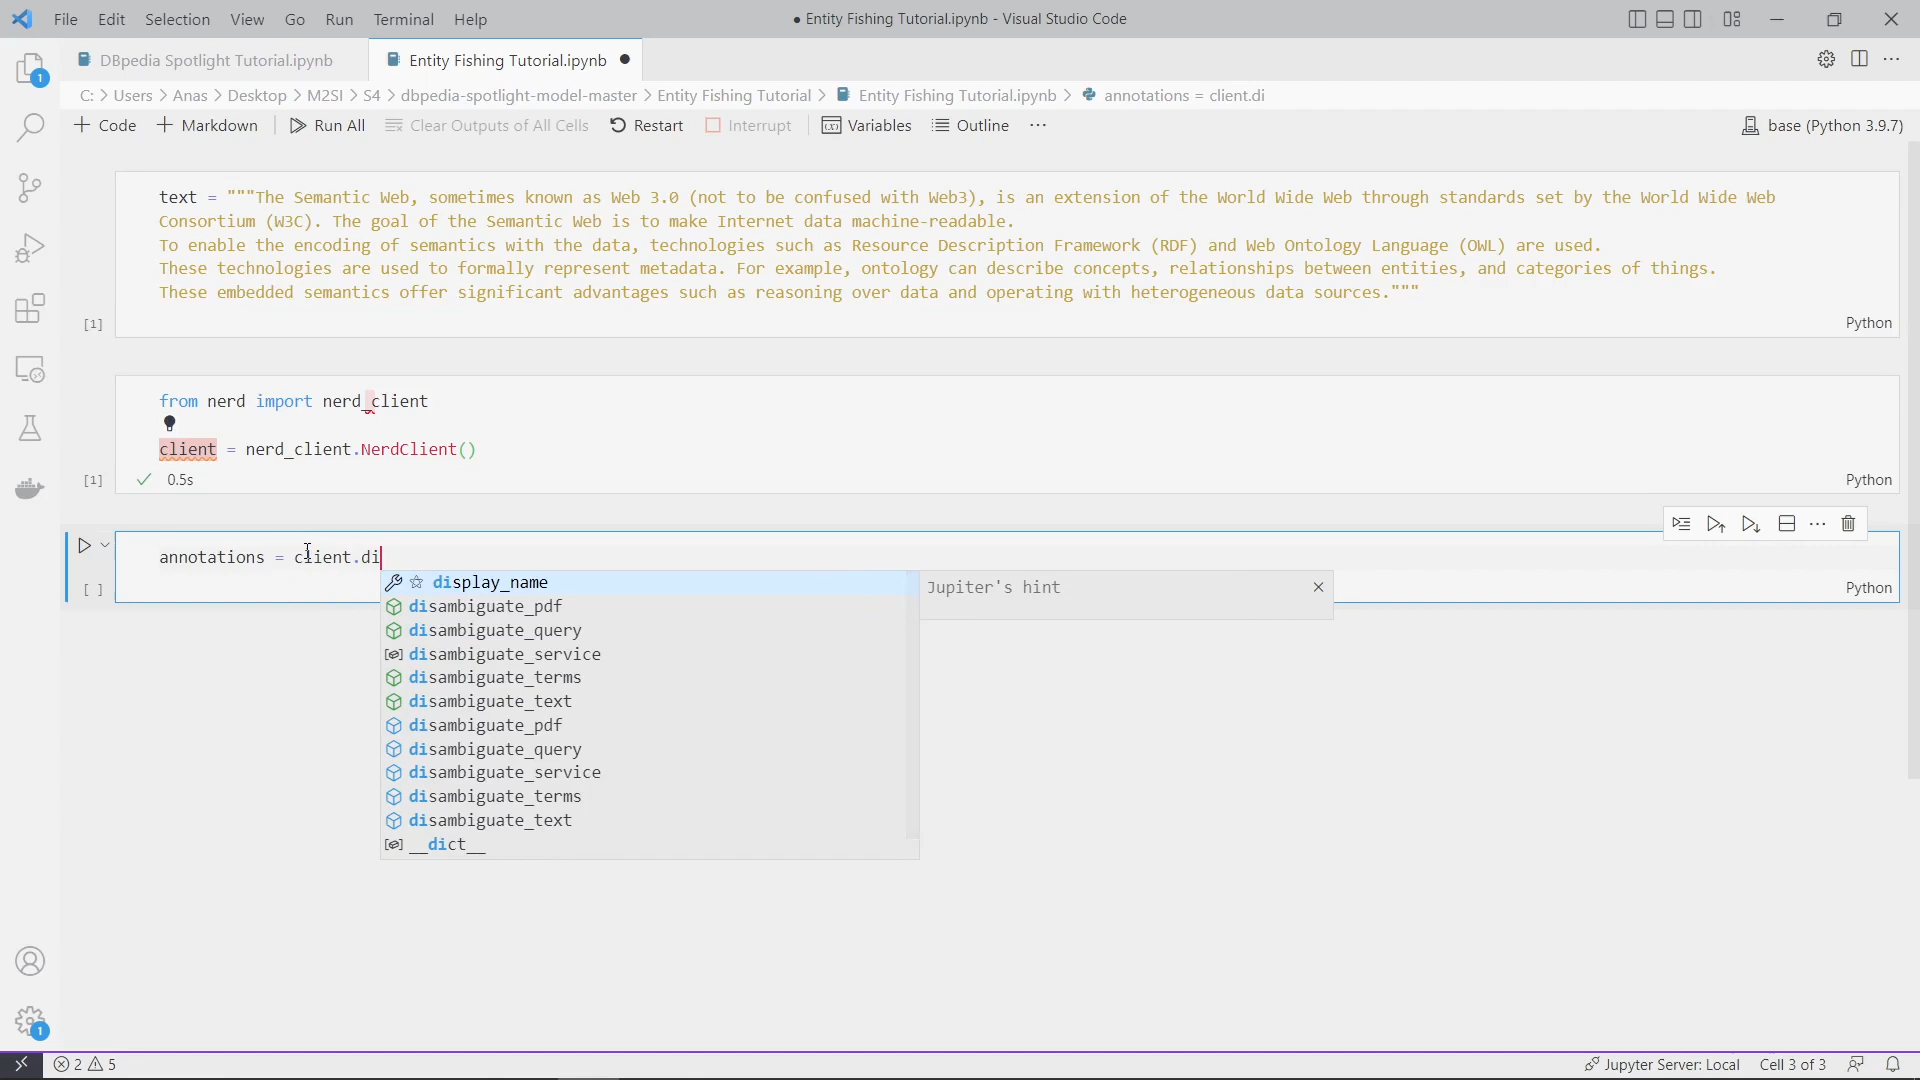 File Edit Selection View Go Run Terminal Help
● Entity Fishing Tutorial.ipynb - Visual Studio Code
DBpedia Spotlight Tutorial.ipynb
Entity Fishing Tutorial.ipynb
1
C: > Users > Anas > Desktop > M2SI > S4 > dbpedia-spotlight-model-master > Entity Fishing Tutorial > Entity Fishing Tutorial.ipynb > annotations = client.di
+ Code + Markdown Run All Clear Outputs of All Cells Restart Interrupt Variables Outline ···
base (Python 3.9.7)
text = """The Semantic Web, sometimes known as Web 3.0 (not to be confused with Web3), is an extension of the World Wide Web through standards set by the World Wide Web
Consortium (W3C). The goal of the Semantic Web is to make Internet data machine-readable.
To enable the encoding of semantics with the data, technologies such as Resource Description Framework (RDF) and Web Ontology Language (OWL) are used.
These technologies are used to formally represent metadata. For example, ontology can describe concepts, relationships between entities, and categories of things.
These embedded semantics offer significant advantages such as reasoning over data and operating with heterogeneous data sources."""
[1]
Python
from nerd import nerd_client
client = nerd_client.NerdClient()
[1]
0.5s
Python
annotations = client.di
[ ]
Python
display_name
disambiguate_pdf
disambiguate_query
disambiguate_service
disambiguate_terms
disambiguate_text
disambiguate_pdf
disambiguate_query
disambiguate_service
disambiguate_terms
disambiguate_text
__dict__
Jupiter's hint
1
2 5
Jupyter Server: Local Cell 3 of 3